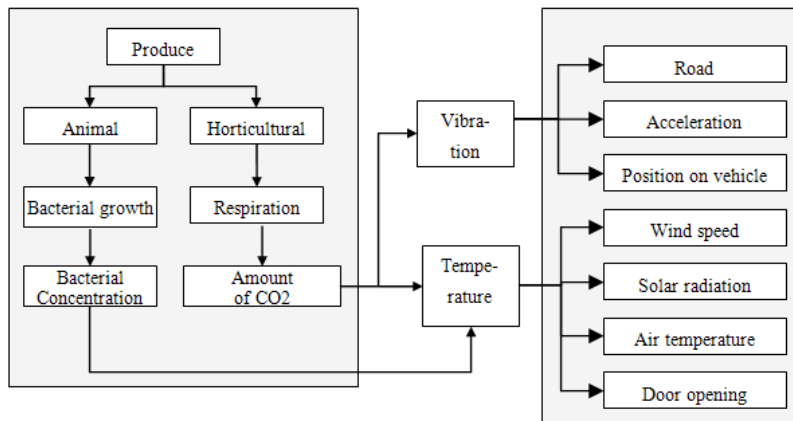 Produce
Animal
Horticultural
Bacterial growth
Respiration
Bacterial
Concentration
Amount
of CO2
Vibra-
tion
Tempe-
rature
Road
Acceleration
Position on vehicle
Wind speed
Solar radiation
Air temperature
Door opening